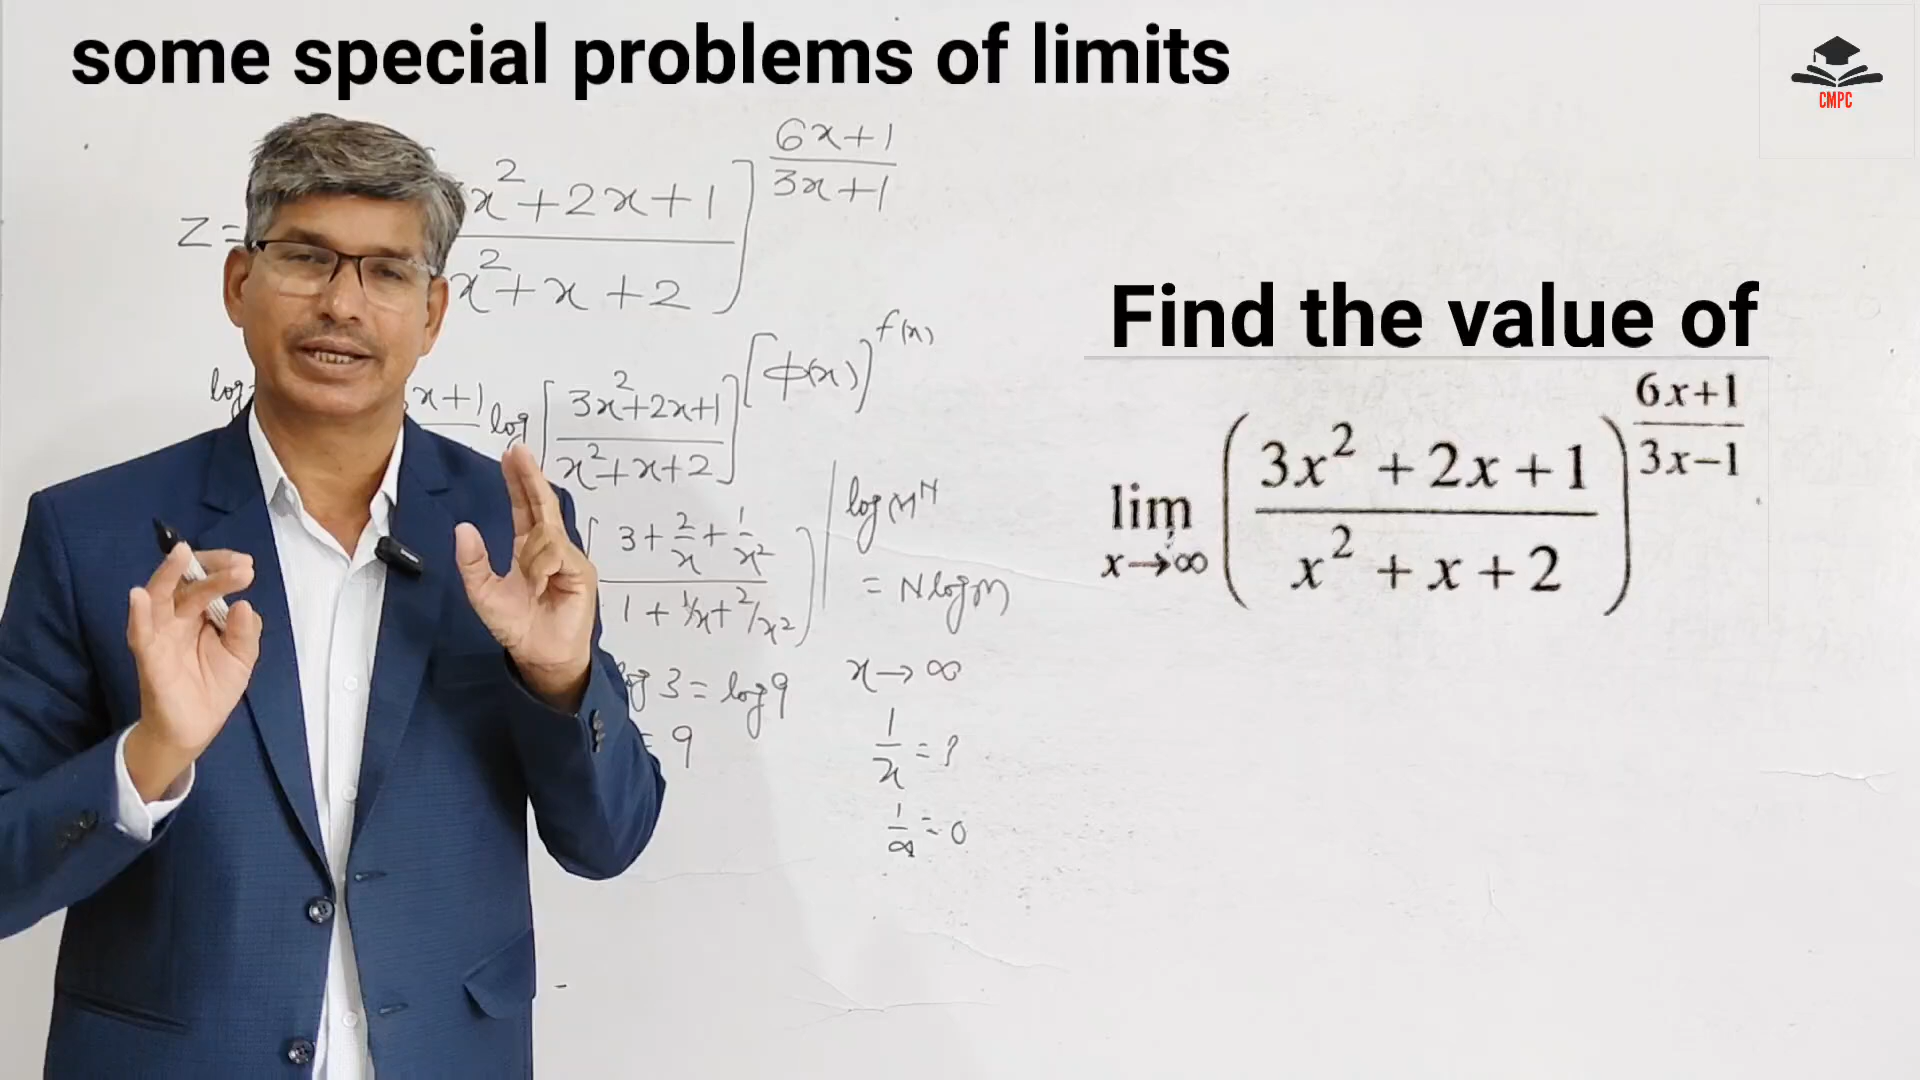 some special problems of limits
CMPC
6x+1
3x+1
x²+2x+1
Z=
x²+x+2
[ϕ(x)]^f(x)
log
x+1 log [3x²+2x+1
x²+x+2]
3+2/x+1/x²
1+1/x+2/x²
log M^N
= N log M
3 = log 9
= 9
x→∞
1/x = ?
1/∞ = 0
Find the value of
lim x→∞ (3x²+2x+1 / x²+x+2)^(6x+1 / 3x−1)